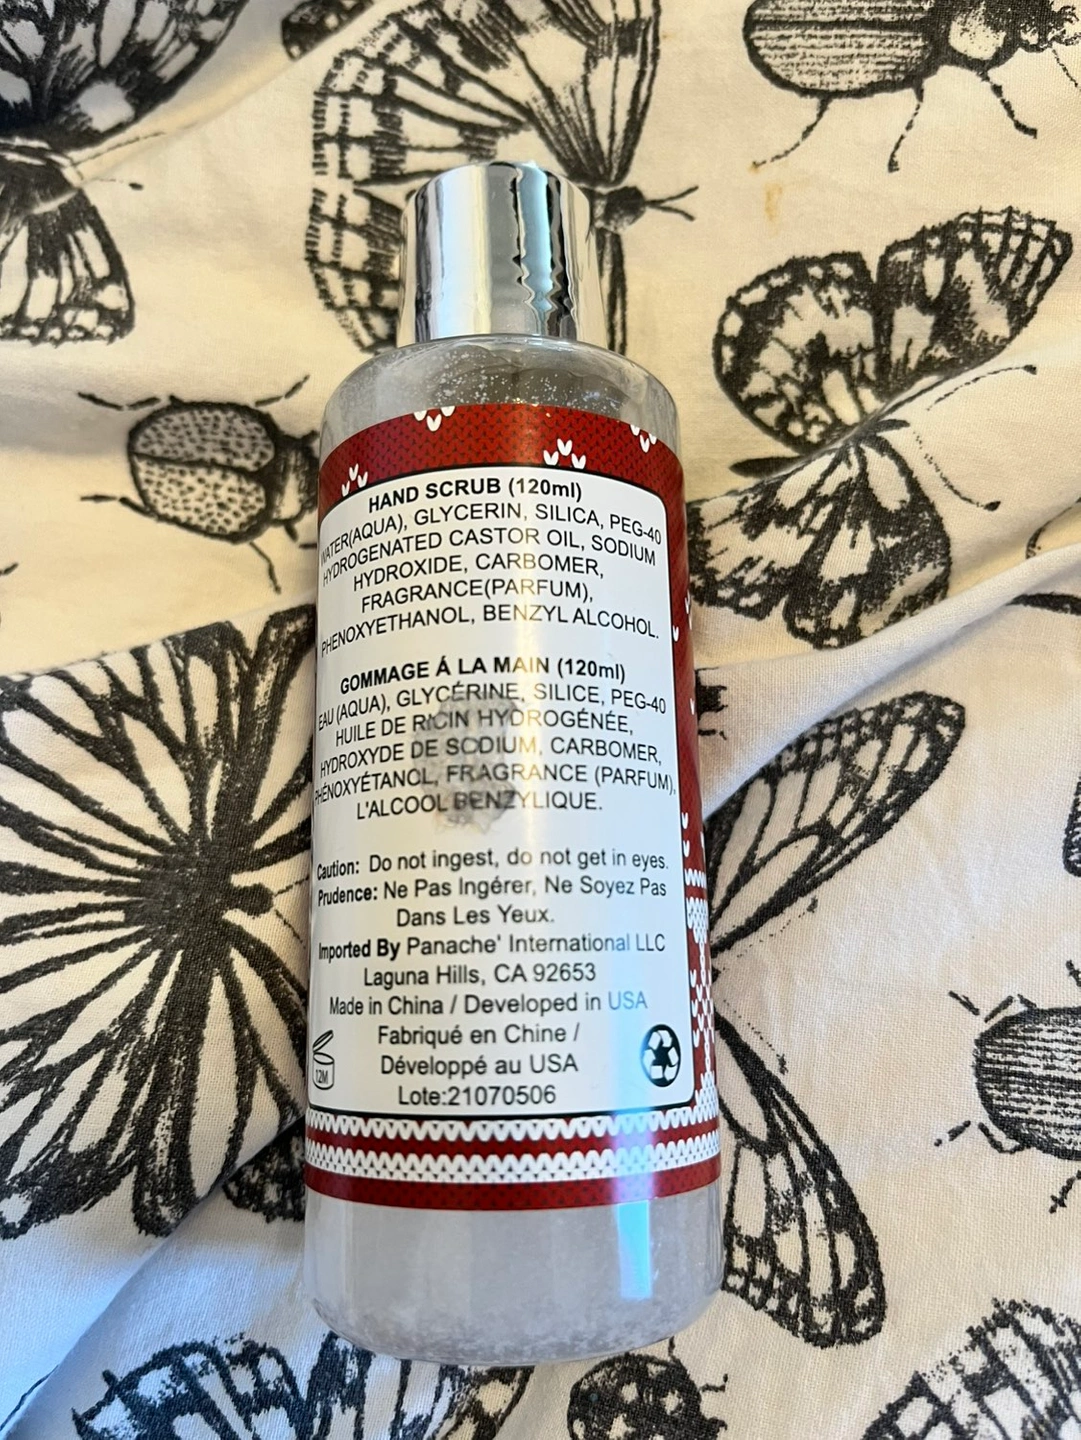 HAND SCRUB (120ml)
WATER(AQUA), GLYCERIN, SILICA, PEG-40
HYDROGENATED CASTOR OIL, SODIUM
HYDROXIDE, CARBOMER,
FRAGRANCE(PARFUM),
PHENOXYETHANOL, BENZYL ALCOHOL.
GOMMAGE Á LA MAIN (120ml)
EAU (AQUA), GLYCÉRINE, SILICE, PEG-40
HUILE DE RICIN HYDROGÉNÉE,
HYDROXYDE DE SODIUM, CARBOMER,
PHÉNOXYÉTANOL, FRAGRANCE (PARFUM),
L'ALCOOL BENZYLIQUE.
Caution: Do not ingest, do not get in eyes.
Prudence: Ne Pas Ingérer, Ne Soyez Pas
Dans Les Yeux.
Imported By Panache' International LLC
Laguna Hills, CA 92653
Made in China / Developed in USA
Fabriqué en Chine /
Développé au USA
12M
Lote:21070506